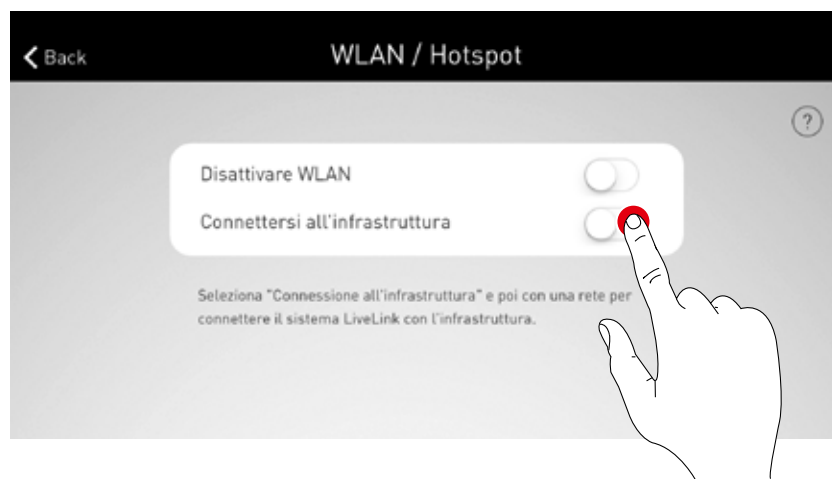 Back
WLAN / Hotspot
?
Disattivare WLAN
Connettersi all'infrastruttura
Seleziona "Connessione all'infrastruttura" e poi con una rete per
connettere il sistema LiveLink con l'infrastruttura.